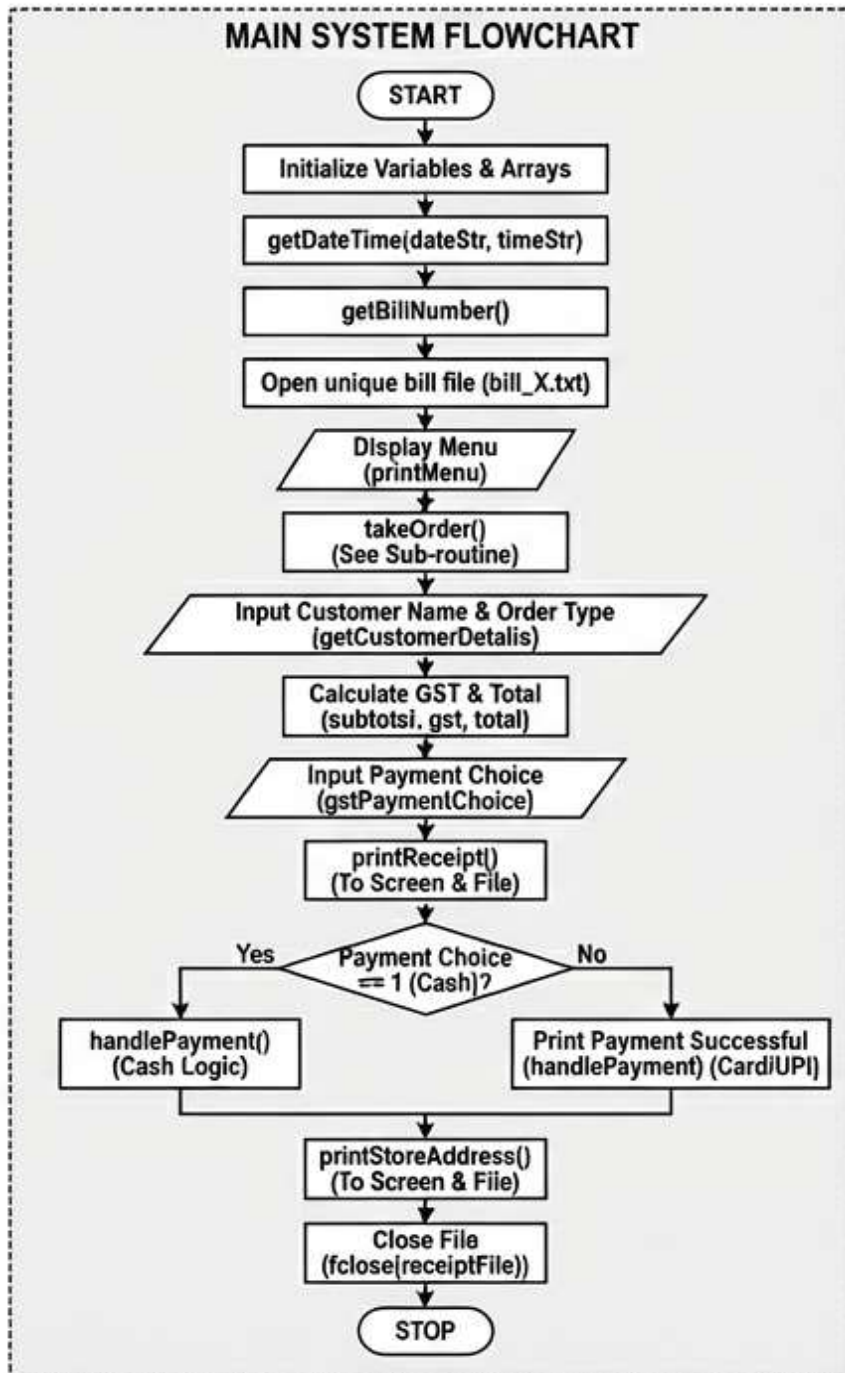 MAIN SYSTEM FLOWCHART
START
Initialize Variables & Arrays
getDateTime(dateStr, timeStr)
getBillNumber()
Open unique bill file (bill_X.txt)
Display Menu
(printMenu)
takeOrder()
(See Sub-routine)
Input Customer Name & Order Type
(getCustomerDetalis)
Calculate GST & Total
(subtotsi. gst, total)
Input Payment Choice
(gstPaymentChoice)
printReceipt()
(To Screen & File)
Yes
Payment Choice
== 1 (Cash)?
No
handlePayment()
(Cash Logic)
Print Payment Successful
(handlePayment) (Card/UPI)
printStoreAddress()
(To Screen & File)
Close File
(fclose(receiptFile))
STOP